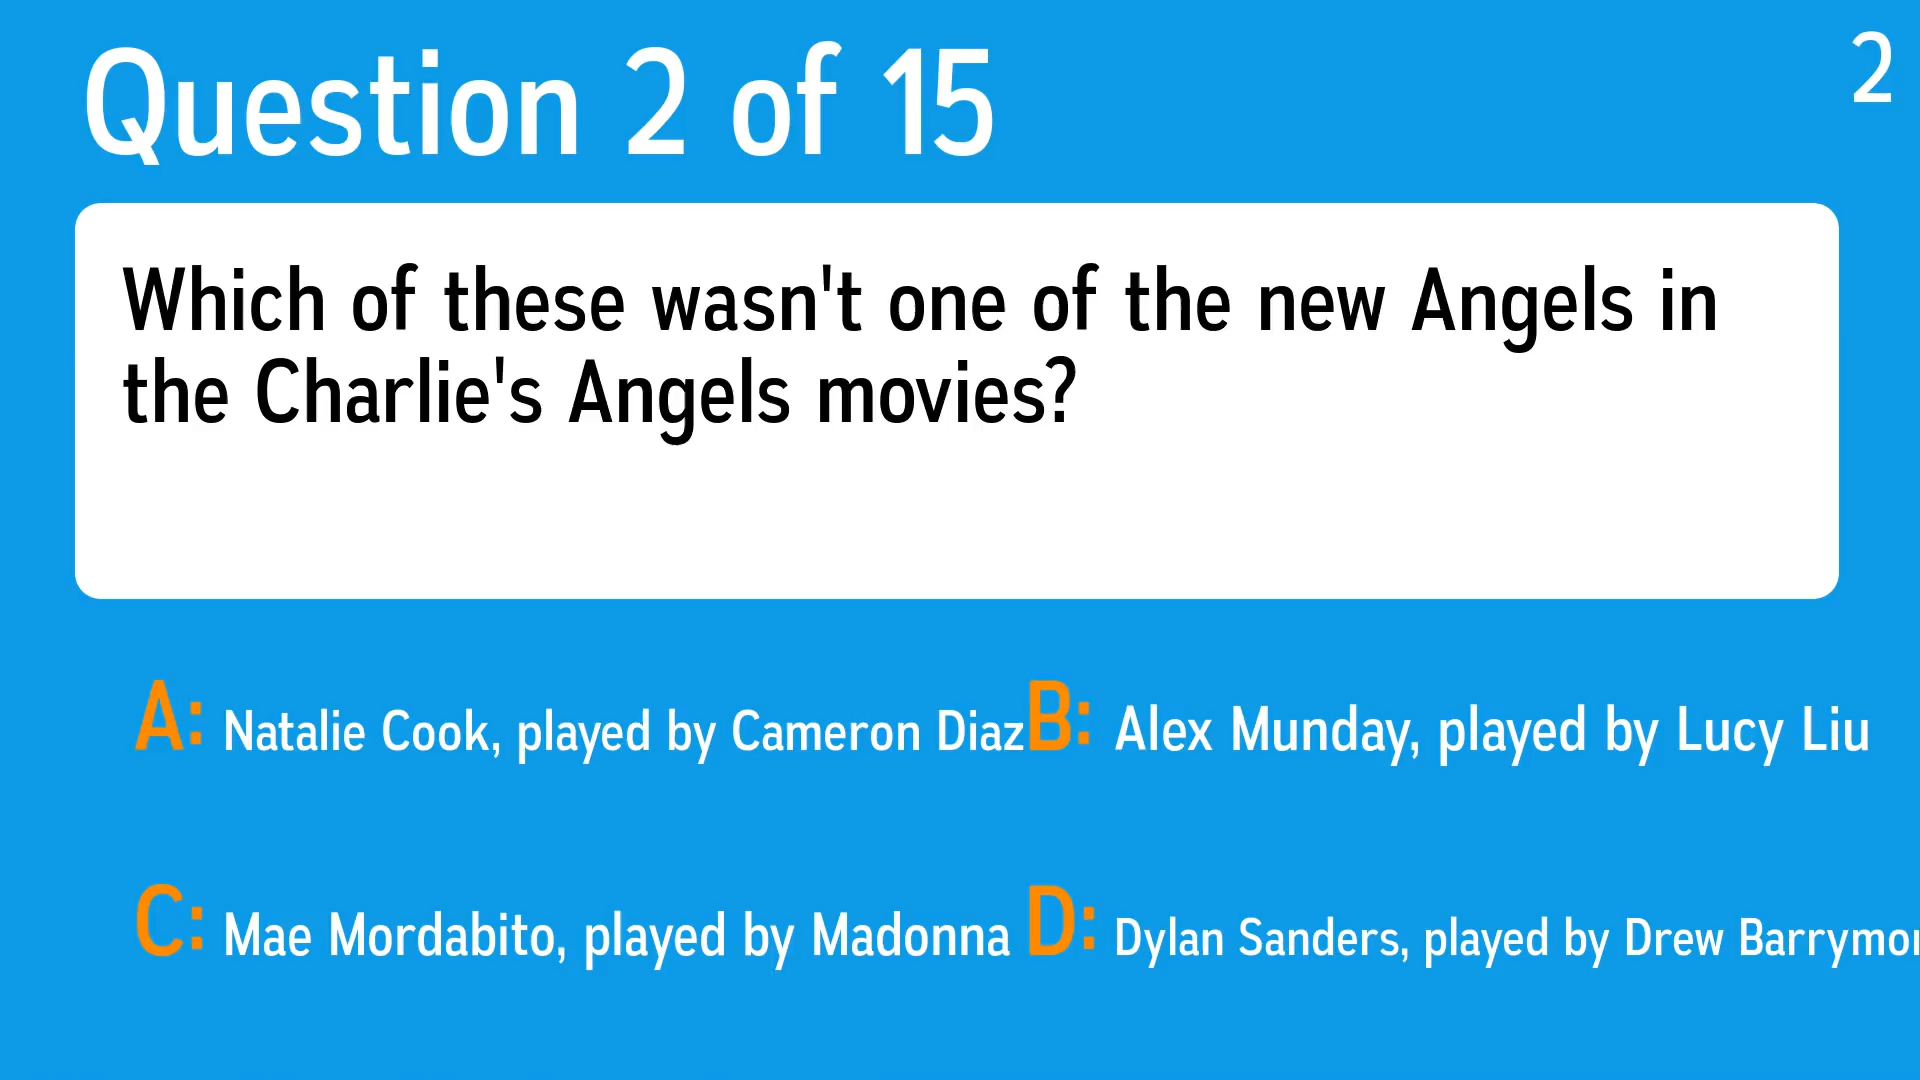 Question 2 of 15
2
Which of these wasn't one of the new Angels in
the Charlie's Angels movies?
A: Natalie Cook, played by Cameron Diaz
B: Alex Munday, played by Lucy Liu
C: Mae Mordabito, played by Madonna
D: Dylan Sanders, played by Drew